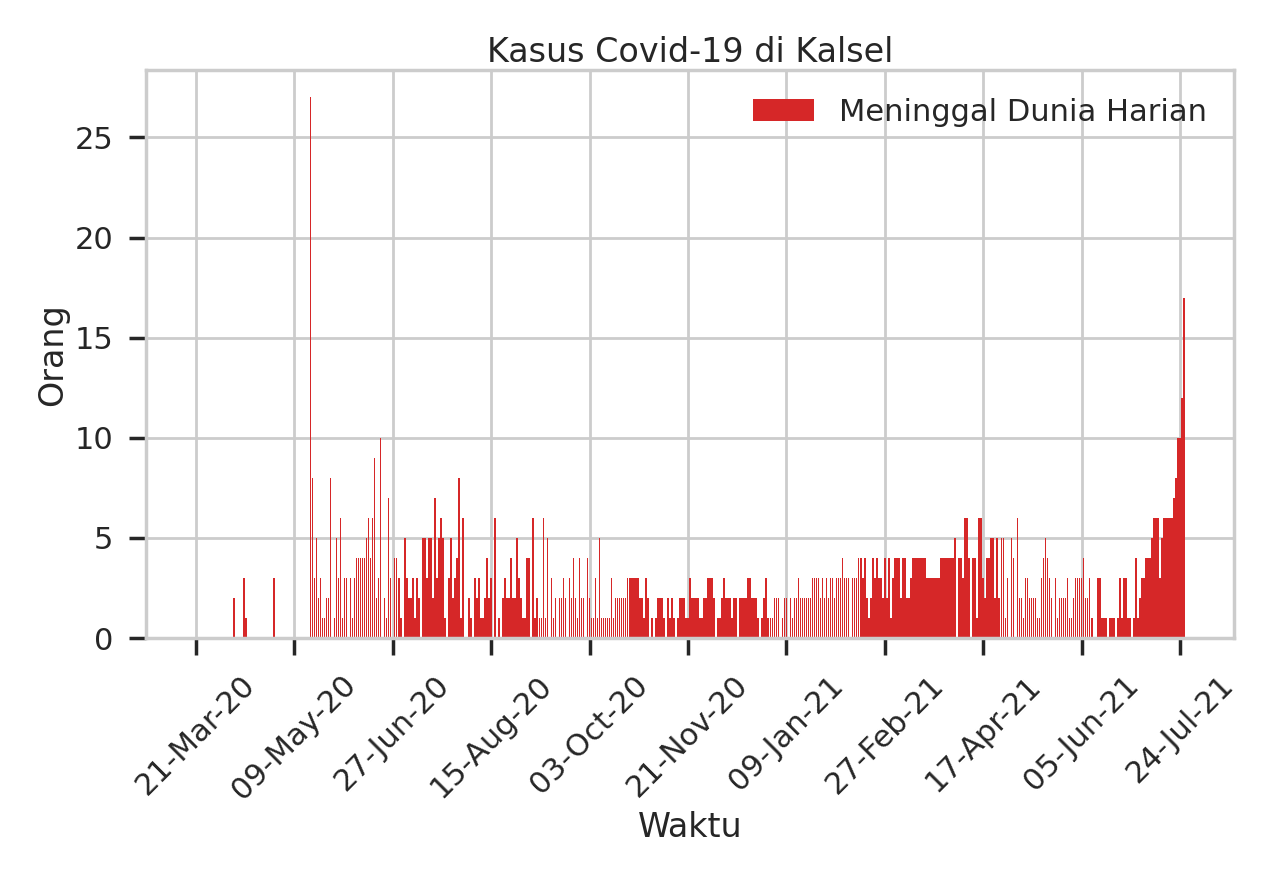 Kasus Covid-19 di Kalsel
Meninggal Dunia Harian
Orang
25
20
15
10
5
0
21-Mar-20
09-May-20
27-Jun-20
15-Aug-20
03-Oct-20
21-Nov-20
09-Jan-21
27-Feb-21
17-Apr-21
05-Jun-21
24-Jul-21
Waktu